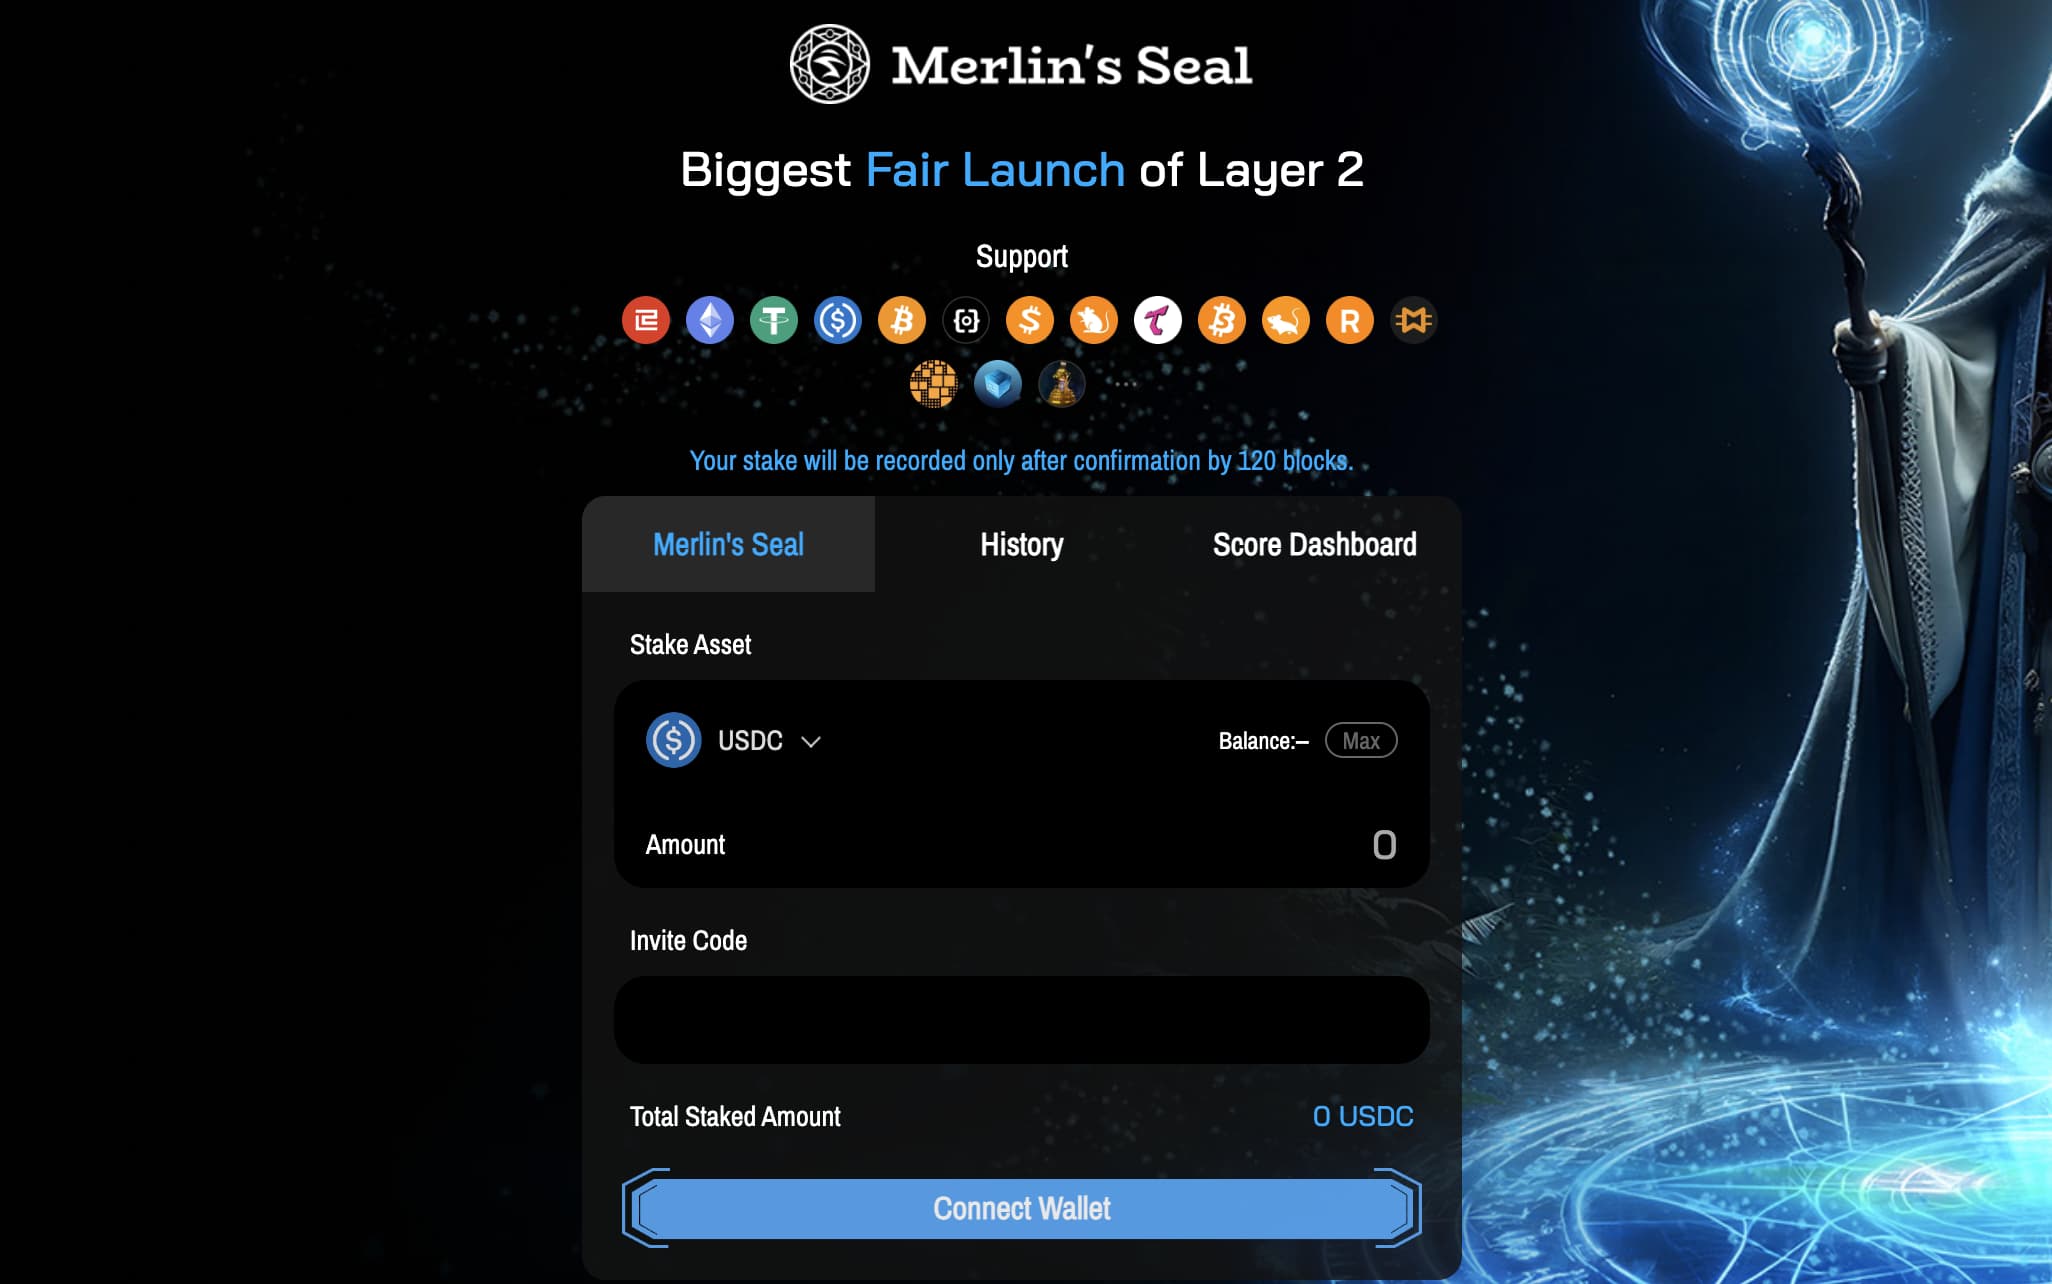 Merlin's Seal
Biggest Fair Launch of Layer 2
Support
R
...
Your stake will be recorded only after confirmation by 120 blocks.
Merlin's Seal
History
Score Dashboard
Stake Asset
USDC
Balance:–
Max
Amount
0
Invite Code
Total Staked Amount
0 USDC
Connect Wallet